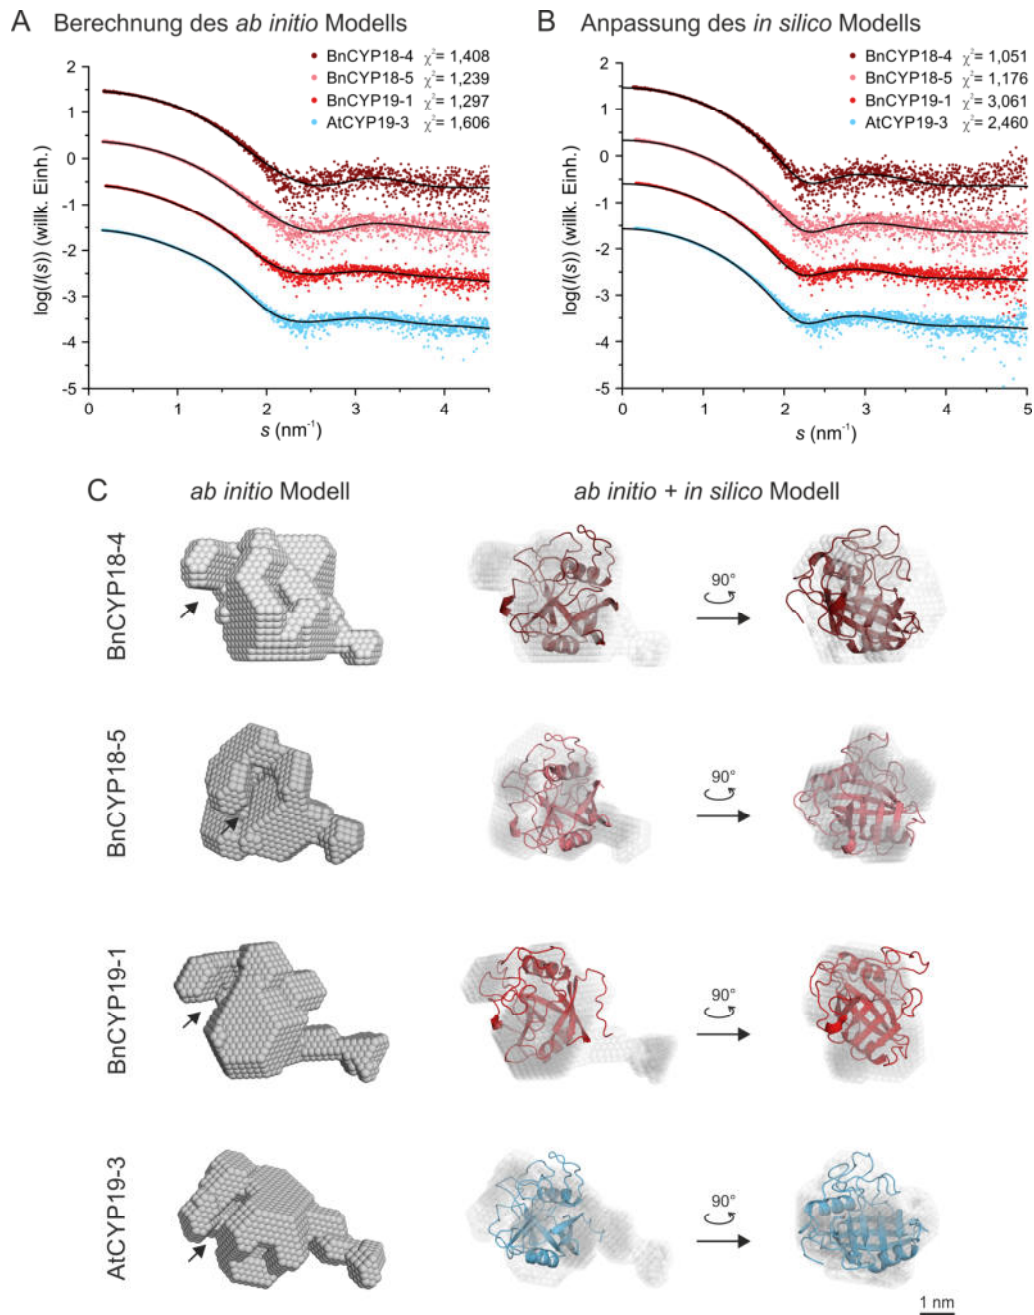 A Berechnung des ab initio Modells
BnCYP18-4 χ²= 1,408
BnCYP18-5 χ²= 1,239
BnCYP19-1 χ²= 1,297
AtCYP19-3 χ²= 1,606
log(I(s)) (willk. Einh.)
2
1
0
-1
-2
-3
-4
-5
0 1 2 3 4
s (nm⁻¹)
B Anpassung des in silico Modells
BnCYP18-4 χ²= 1,051
BnCYP18-5 χ²= 1,176
BnCYP19-1 χ²= 3,061
AtCYP19-3 χ²= 2,460
log(I(s)) (willk. Einh.)
2
1
0
-1
-2
-3
-4
-5
0 1 2 3 4 5
s (nm⁻¹)
C ab initio Modell ab initio + in silico Modell
BnCYP18-4
90°
BnCYP18-5
90°
BnCYP19-1
90°
AtCYP19-3
90°
1 nm